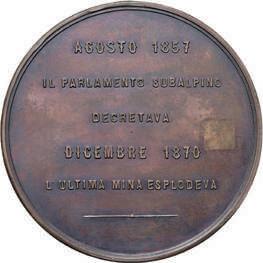 AGOSTO 1857
IL PARLAMENTO SUBALPINO
DECRETAVA
DICEMBRE 1870
L'ULTIMA MINA ESPLODEVA